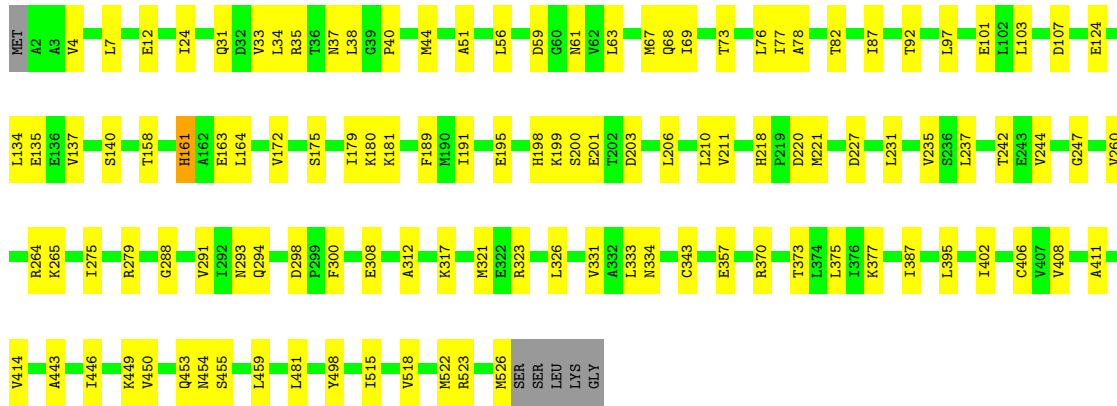 MET A2 A3 V4 L7 E12 I24 Q31 D32 V33 L34 R35 T36 N37 L38 G39 P40 M44 A51 L56 D59 G60 N61 V62 L63 M67 Q68 I69 T73 L76 I77 A78 T82 I87 T92 L97 E101 L102 L103 D107 E124
L134 E135 E136 V137 S140 T158 H161 A162 E163 L164 V172 S175 I179 K180 K181 F189 M190 I191 E195 H198 K199 S200 E201 T202 D203 L206 L210 V211 H218 P219 D220 M221 D227 L231 V235 S236 L237 T242 E243 V244 G247 V260
R264 K265 I275 R279 G288 V291 I292 N293 Q294 D298 P299 F300 E308 A312 K317 M321 E322 R323 L326 V331 A332 L333 N334 C343 E357 R370 T373 L374 L375 I376 K377 I387 L395 I402 C406 V407 V408 A411
V414 A443 I446 K449 V450 Q453 N454 S455 L459 L481 Y498 I515 V518 M522 R523 M526 SER SER LEU LYS GLY